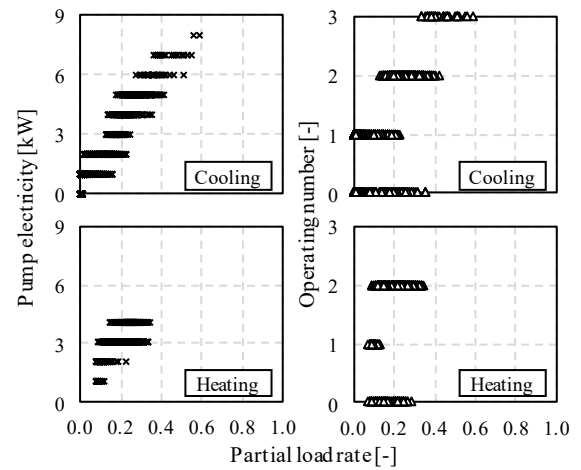 Pump electricity [kW]
9
6
3
0
Cooling
9
6
3
0
Heating
0.0 0.2 0.4 0.6 0.8 1.0
Operating number [-]
3
2
1
0
Cooling
3
2
1
0
Heating
0.0 0.2 0.4 0.6 0.8 1.0
Partial load rate [-]